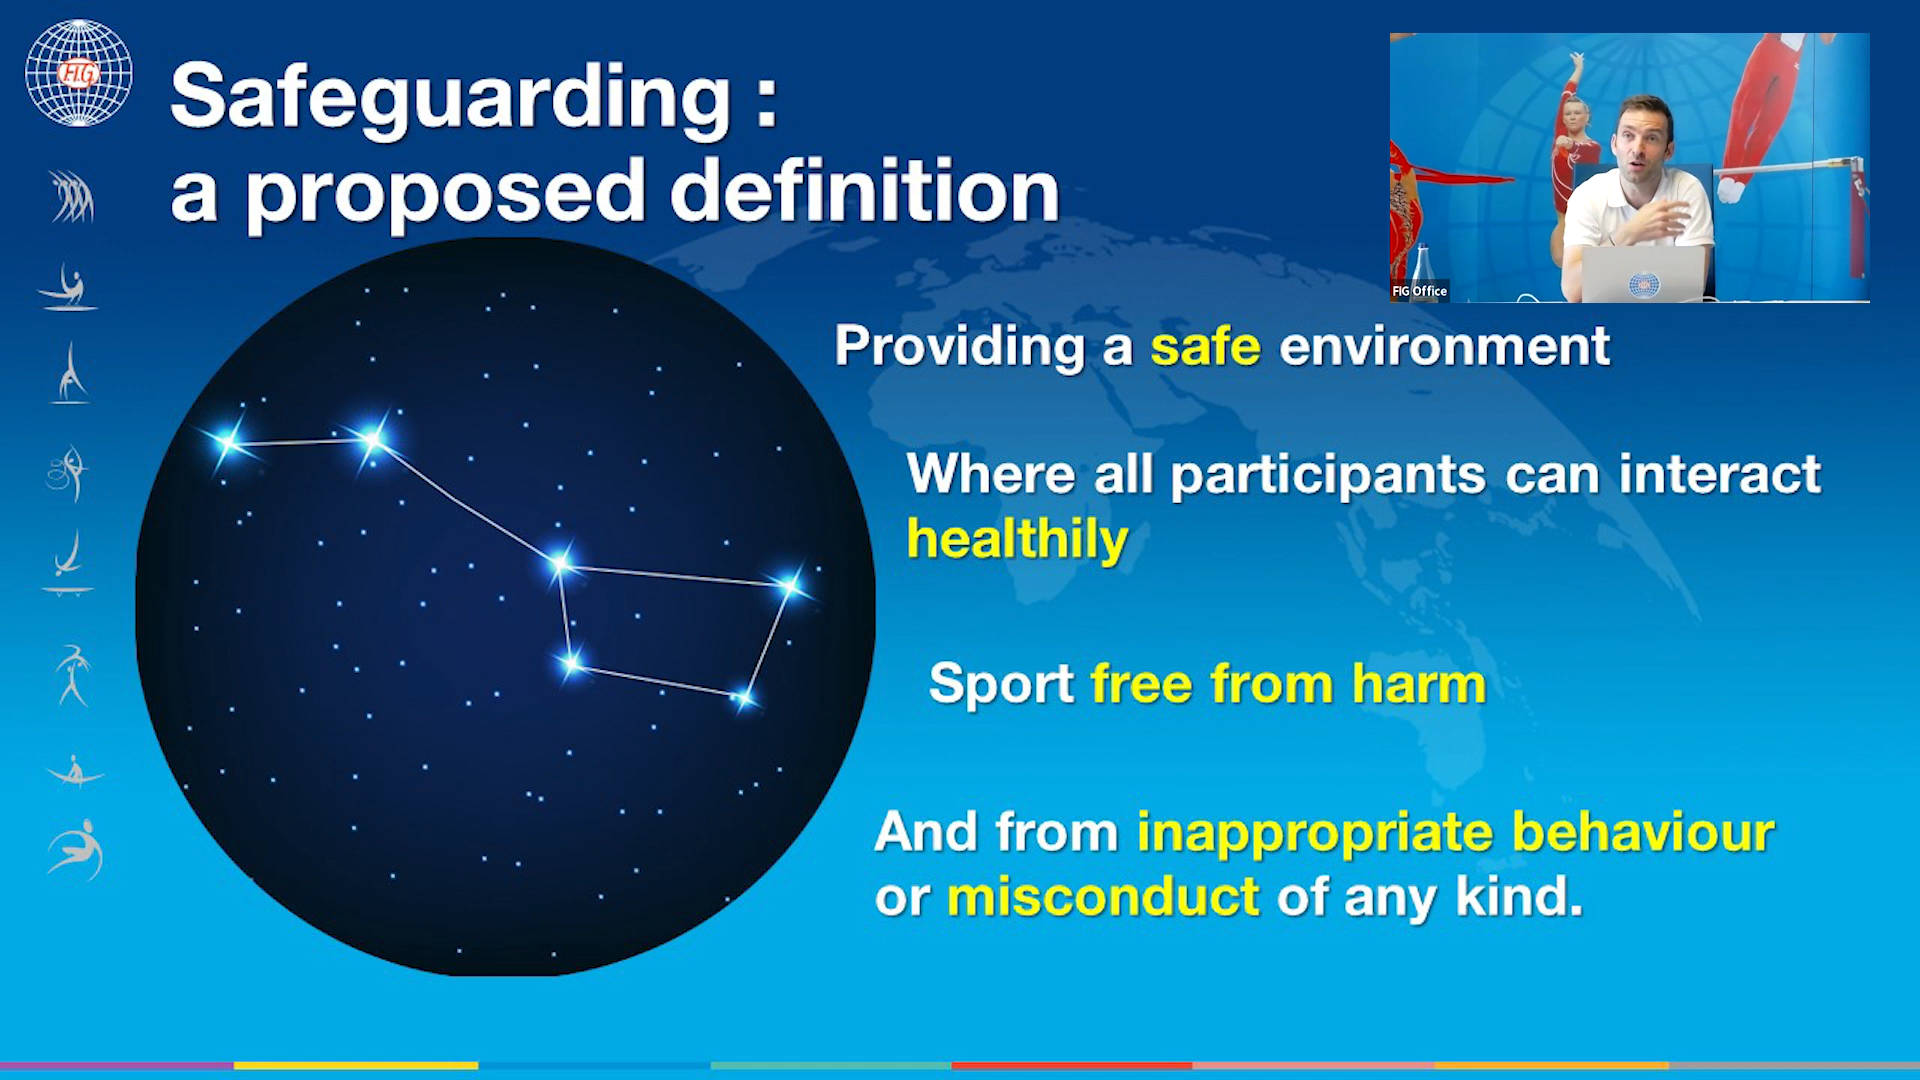 FIG
Safeguarding :
a proposed definition
FIG Office
Providing a safe environment
Where all participants can interact
healthily
Sport free from harm
And from inappropriate behaviour
or misconduct of any kind.